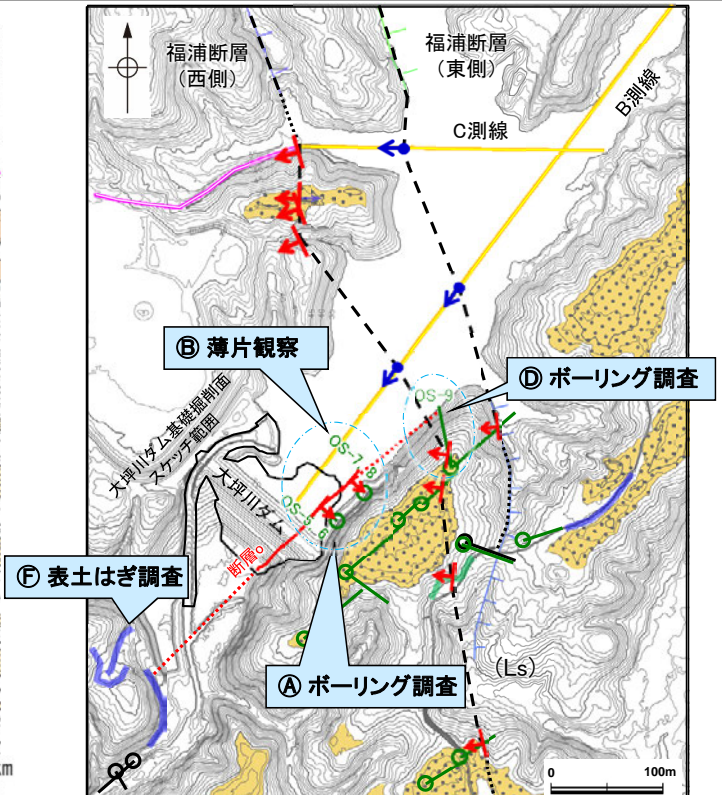 福浦断層
（西側）
福浦断層
（東側）
B測線
C測線
Ⓑ 薄片観察
Ⓓ ボーリング調査
OS-9
大坪川ダム基礎掘削面
スケッチ範囲
OS-7, 8
大坪川ダム
OS-5, 6
断層o
Ⓕ 表土はぎ調査
Ⓐ ボーリング調査
(Ls)
km
0
100m